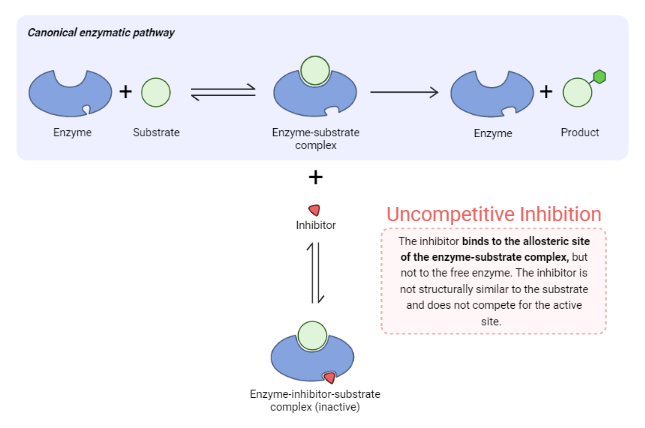 Canonical enzymatic pathway
+
+
Enzyme
Substrate
Enzyme-substrate
complex
Enzyme
Product
+
Inhibitor
Uncompetitive Inhibition
The inhibitor binds to the allosteric site
of the enzyme-substrate complex, but
not to the free enzyme. The inhibitor is
not structurally similar to the substrate
and does not compete for the active
site.
Enzyme-inhibitor-substrate
complex (inactive)